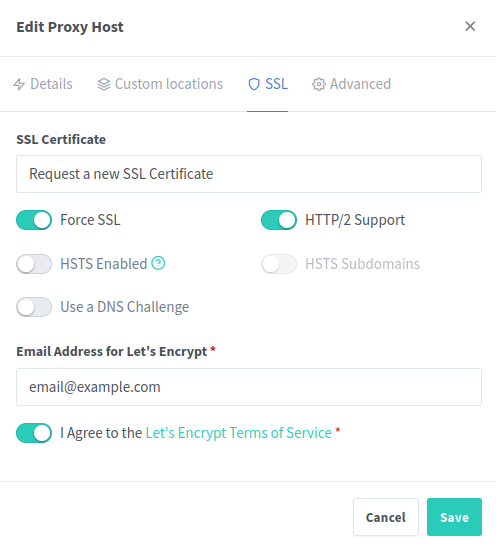 Edit Proxy Host
Details
Custom locations
SSL
Advanced
SSL Certificate
Request a new SSL Certificate
Force SSL
HTTP/2 Support
HSTS Enabled ?
HSTS Subdomains
Use a DNS Challenge
Email Address for Let's Encrypt *
email@example.com
I Agree to the Let's Encrypt Terms of Service *
Cancel
Save